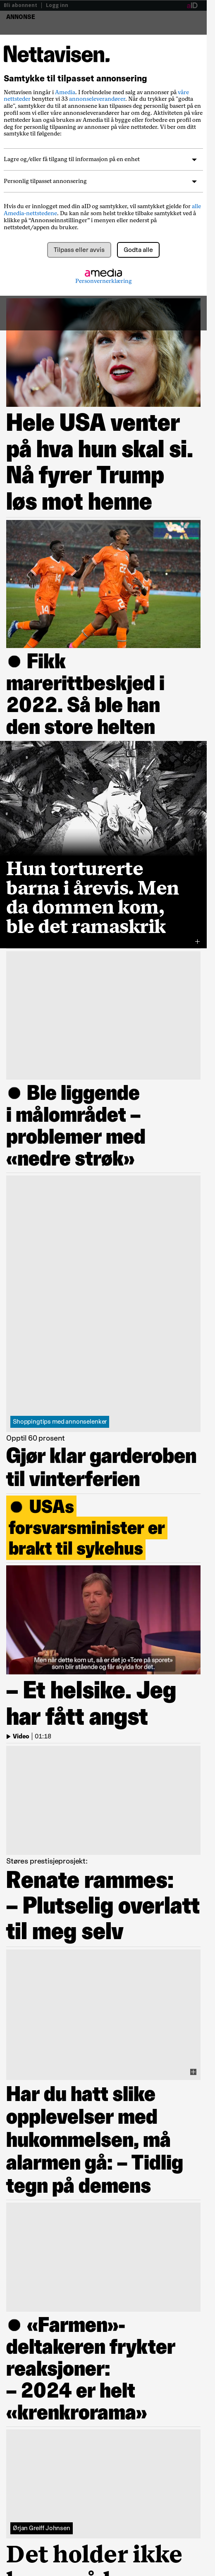 Bli abonnent | Logg inn
aID
ANNONSE
Nettavisen.
Samtykke til tilpasset annonsering
Nettavisen inngår i Amedia. I forbindelse med salg av annonser på våre
nettsteder benytter vi 33 annonseleverandører. Når du trykker på "godta
alle", samtykker du til at annonsene kan tilpasses deg personlig basert på en
profil som vi eller våre annonseleverandører har om deg. Aktiviteten på våre
nettsteder kan også brukes av Amedia til å bygge eller forbedre en profil av
deg for personlig tilpasning av annonser på våre nettsteder. Vi ber om ditt
samtykke til følgende:
Lagre og/eller få tilgang til informasjon på en enhet
Personlig tilpasset annonsering
Hvis du er innlogget med din aID og samtykker, vil samtykket gjelde for alle
Amedia-nettstedene. Du kan når som helst trekke tilbake samtykket ved å
klikke på “Annonseinnstillinger” i menyen eller nederst på
nettstedet/appen du bruker.
Tilpass eller avvis
Godta alle
amedia
Personvernerklæring
Hele USA venter
på hva hun skal si.
Nå fyrer Trump
løs mot henne
● Fikk
marerittbeskjed i
2022. Så ble han
den store helten
Hun torturerte
barna i årevis. Men
da dommen kom,
ble det ramaskrik
+
● Ble liggende
i målområdet –
problemer med
«nedre strøk»
Shoppingtips med annonselenker
Opptil 60 prosent
Gjør klar garderoben
til vinterferien
● USAs
forsvarsminister er
brakt til sykehus
Men når dette kom ut, så er det jo «Tore på sporet»
som blir stående og får skylda for det.
– Et helsike. Jeg
har fått angst
Video | 01:18
Støres prestisjeprosjekt:
Renate rammes:
– Plutselig overlatt
til meg selv
+
Har du hatt slike
opplevelser med
hukommelsen, må
alarmen gå: – Tidlig
tegn på demens
● «Farmen»-
deltakeren frykter
reaksjoner:
– 2024 er helt
«krenkrorama»
Ørjan Greiff Johnsen
Det holder ikke